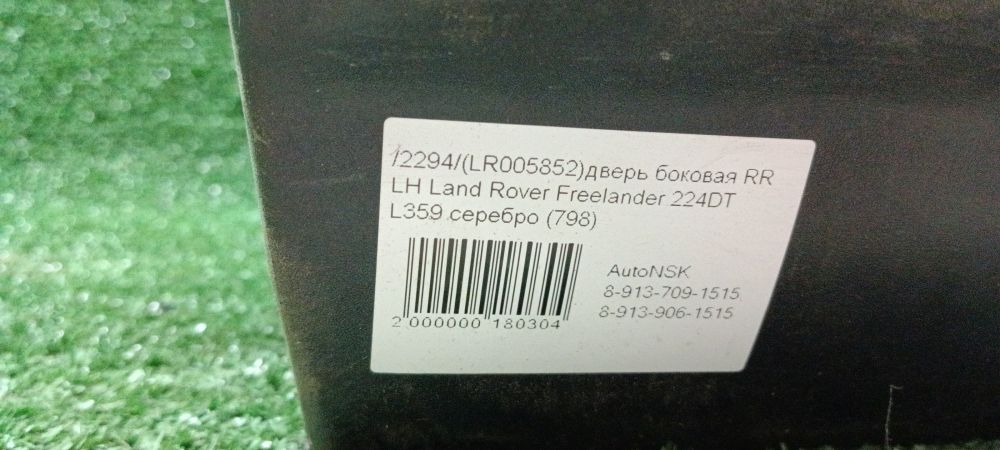 /2294/(LR005852)дверь боковая RR
LH Land Rover Freelander 224DT
L359 серебро (798)
AutoNSK
8-913-709-1515
8-913-906-1515
2 000000 180304